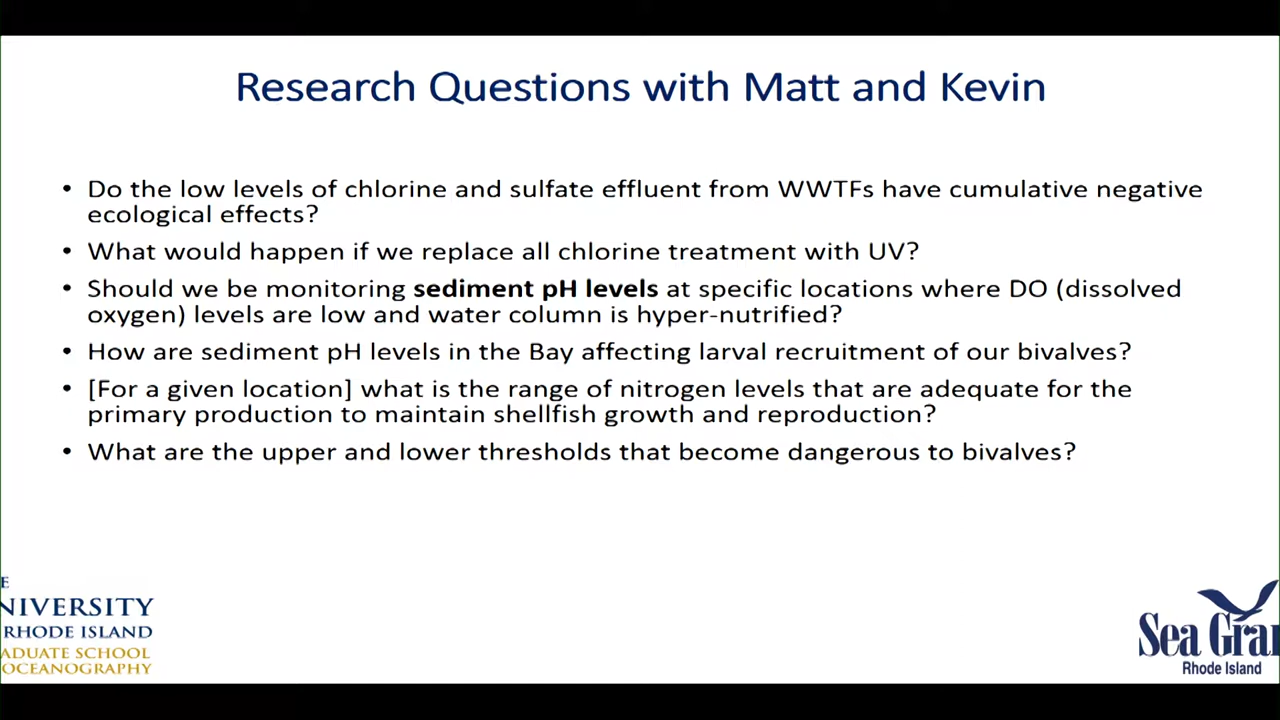 Research Questions with Matt and Kevin
• Do the low levels of chlorine and sulfate effluent from WWTFs have cumulative negative
ecological effects?
• What would happen if we replace all chlorine treatment with UV?
• Should we be monitoring sediment pH levels at specific locations where DO (dissolved
oxygen) levels are low and water column is hyper-nutrified?
• How are sediment pH levels in the Bay affecting larval recruitment of our bivalves?
• [For a given location] what is the range of nitrogen levels that are adequate for the
primary production to maintain shellfish growth and reproduction?
• What are the upper and lower thresholds that become dangerous to bivalves?
E
NIVERSITY
RHODE ISLAND
ADUATE SCHOOL
OCEANOGRAPHY
Sea Gra
Rhode Island